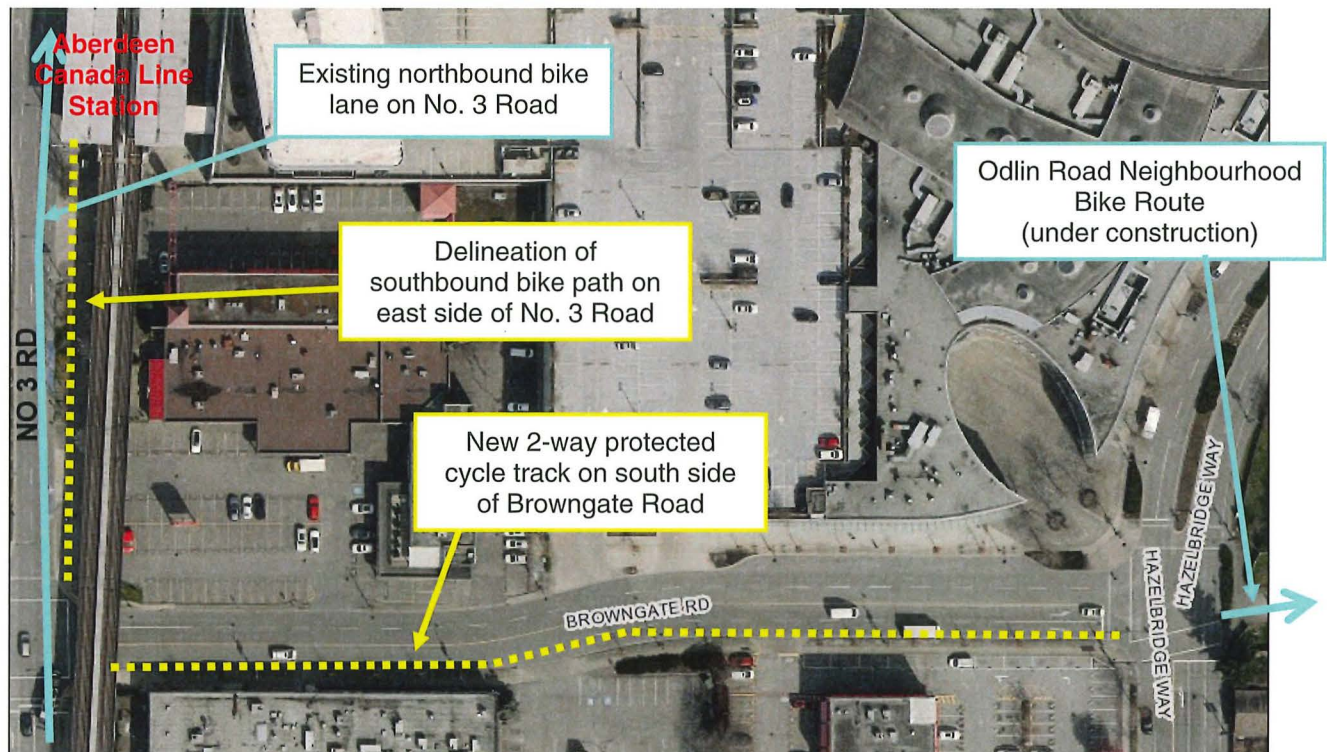 Aberdeen
Canada Line
Station
Existing northbound bike
lane on No. 3 Road
Odlin Road Neighbourhood
Bike Route
(under construction)
Delineation of
southbound bike path on
east side of No. 3 Road
NO 3 RD
New 2-way protected
cycle track on south side
of Browngate Road
BROWNGATE RD
HAZELBRIDGE WAY
HAZELBRIDGE WAY